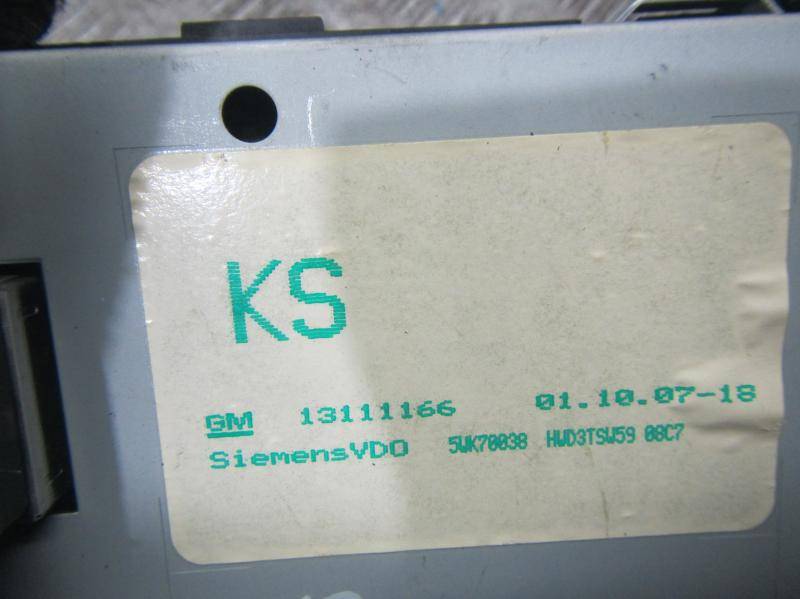 KS
GM 13111166 01.10.07-18
SiemensVDO 5WK70038 HWD3TSW59 08C7